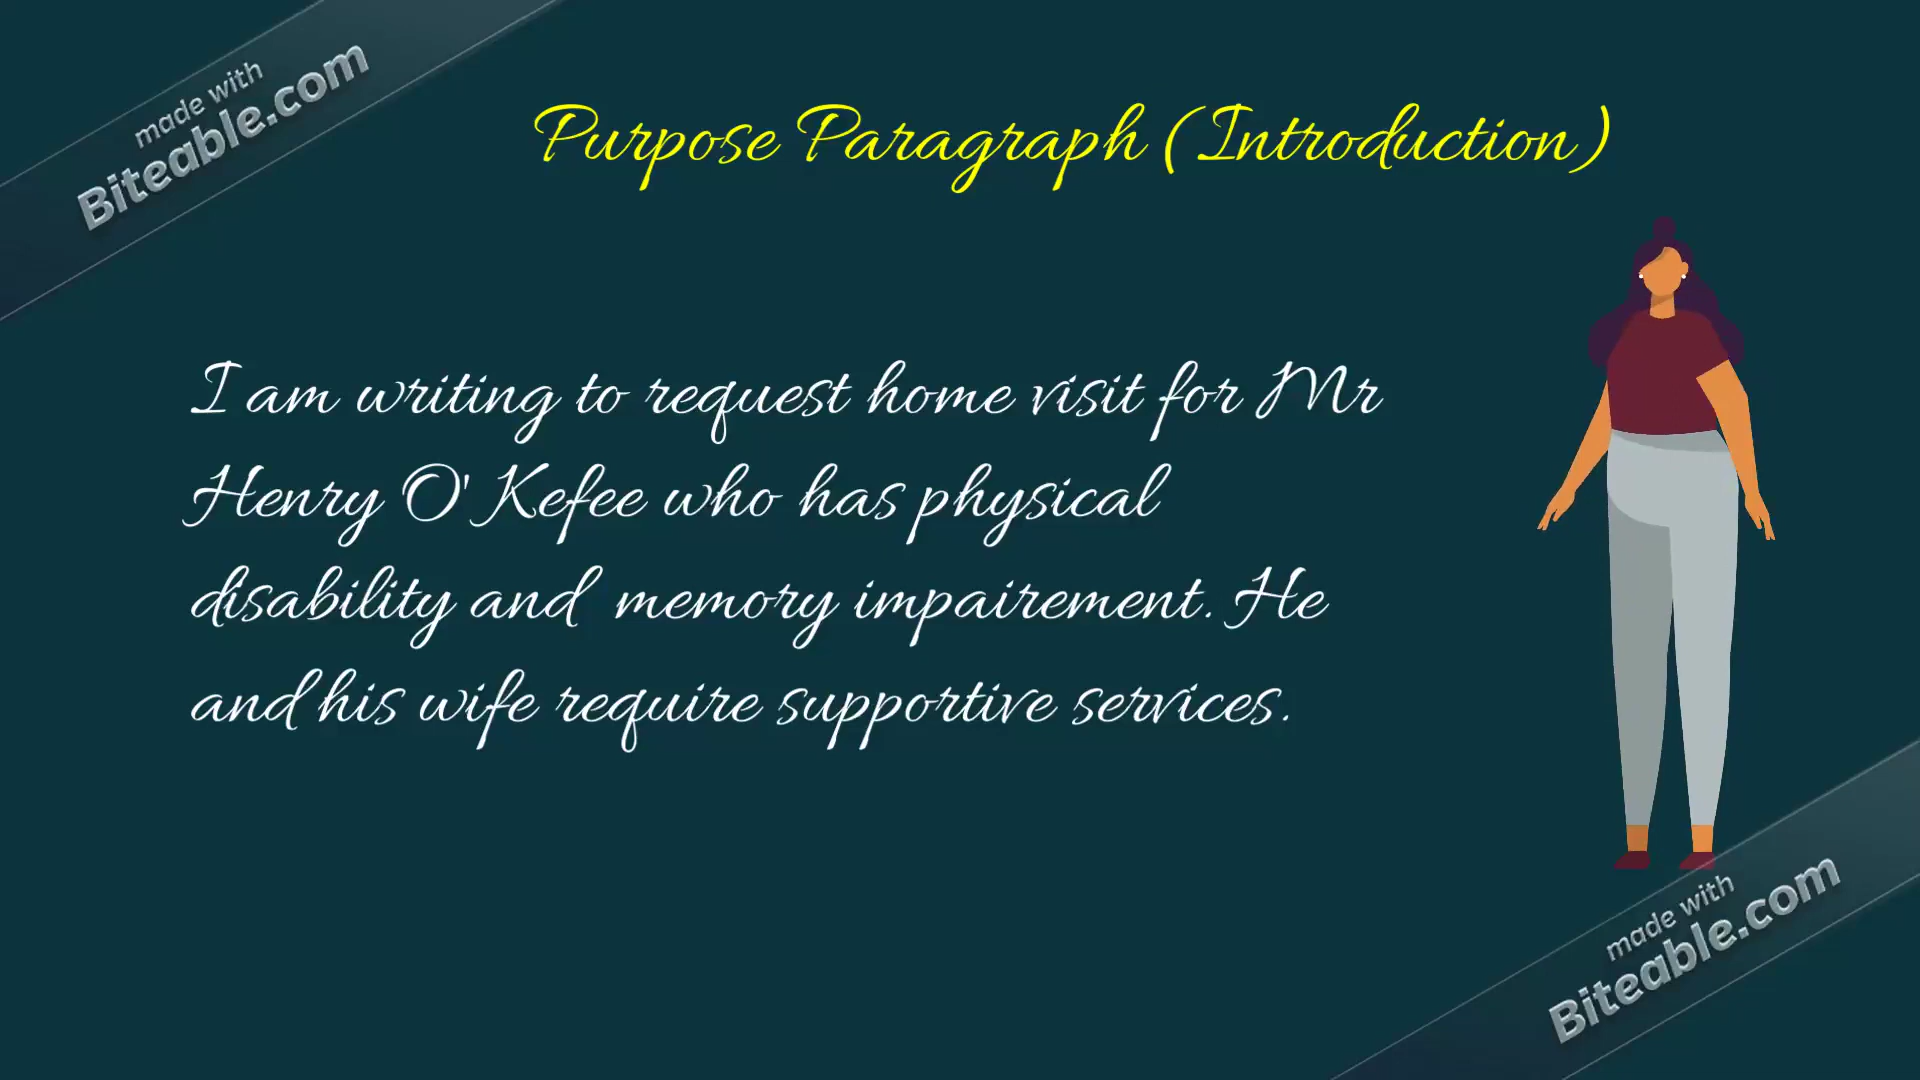 made with
Biteable.com
Purpose Paragraph (Introduction)
I am writing to request home visit for Mr
Henry O'Kefee who has physical
disability and memory impairement. He
and his wife require supportive services.
made with
Biteable.com